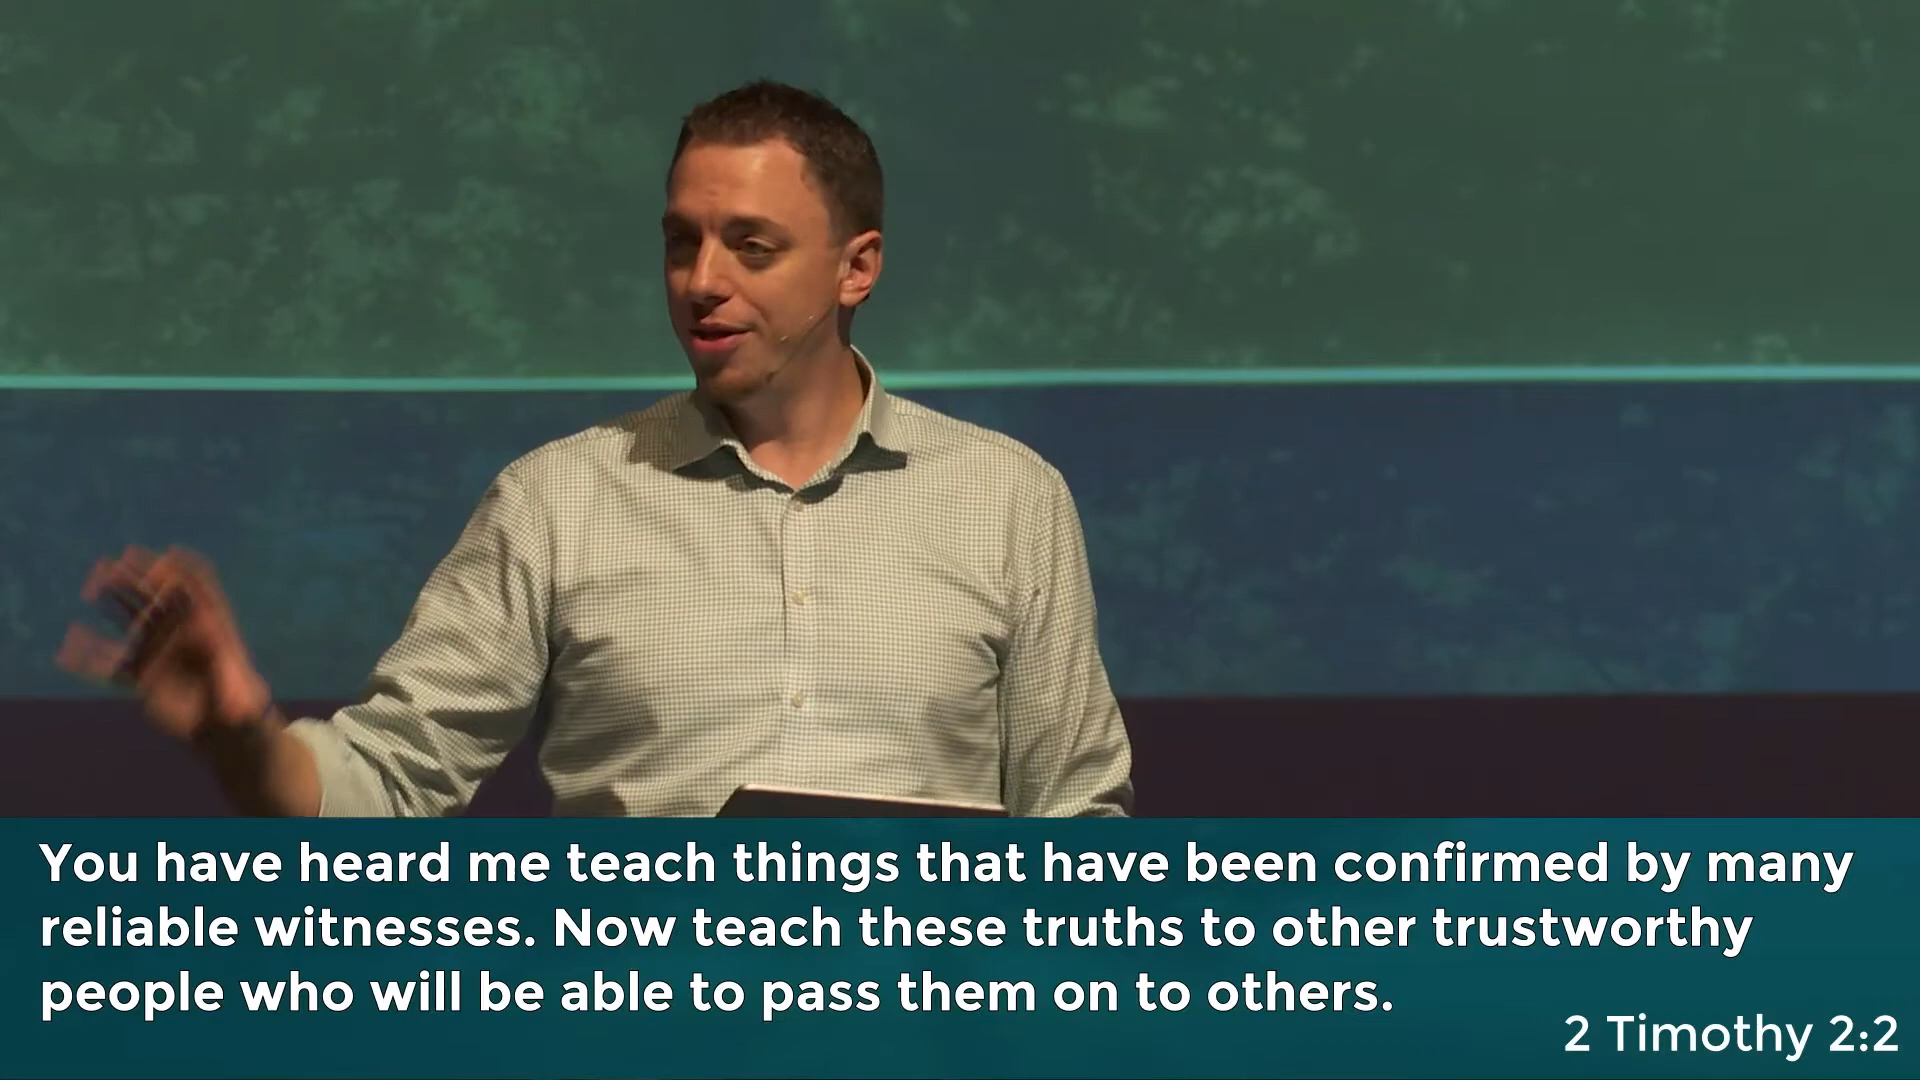 You have heard me teach things that have been confirmed by many
reliable witnesses. Now teach these truths to other trustworthy
people who will be able to pass them on to others.
2 Timothy 2:2